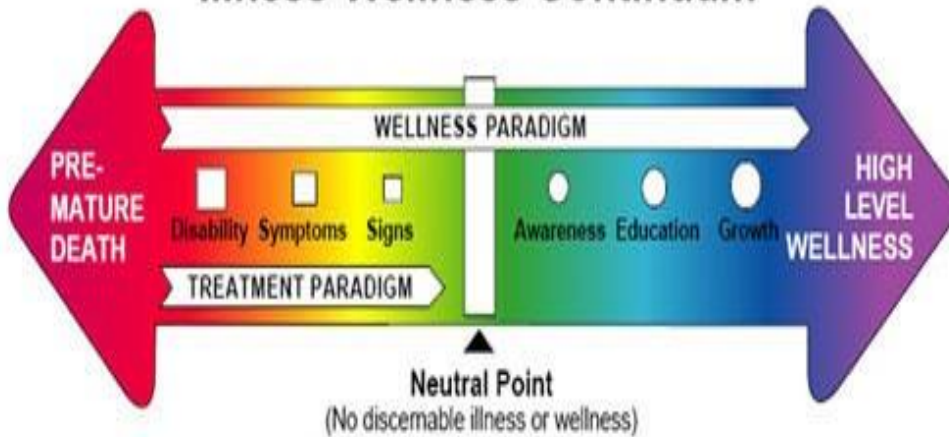 WELLNESS PARADIGM
PRE-
MATURE
DEATH
Disability Symptoms Signs
Awareness Education Growth
HIGH
LEVEL
WELLNESS
TREATMENT PARADIGM
Neutral Point
(No discernable illness or wellness)